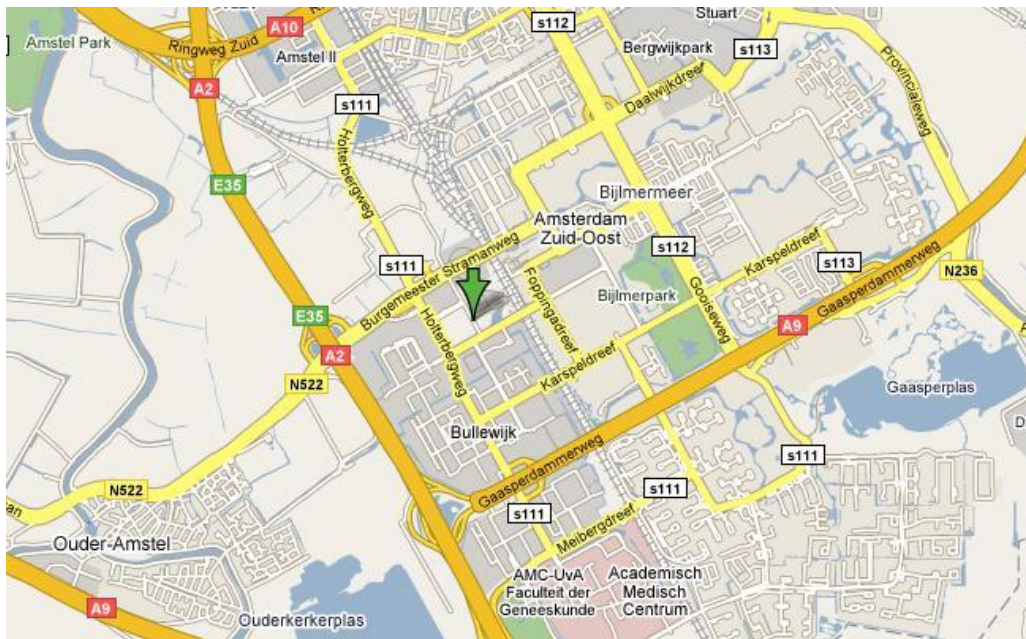 s112
Stuart
A10
Amstel Park
Ringweg Zuid
Amstel II
Bergwijkpark
s113
A2
s111
Daalwijkdreef
Provincialeweg
Holterbergweg
E35
Bijlmermeer
Amsterdam
Zuid-Oost
s112
Karspeldreef
s113
N236
s111
Burgemeester Stramanweg
Foppingadreef
Bijlmerpark
Gooiseweg
Gaasperdammerweg
E35
A2
Holterbergweg
A9
N522
Karspeldreef
Gaasperplas
Bullewijk
s111
Gaasperdammerweg
N522
s111
s111
Meibergdreef
Ouder-Amstel
AMC-UvA
Faculteit der
Geneeskunde
Academisch
Medisch
Centrum
A9
Ouderkerkerplas